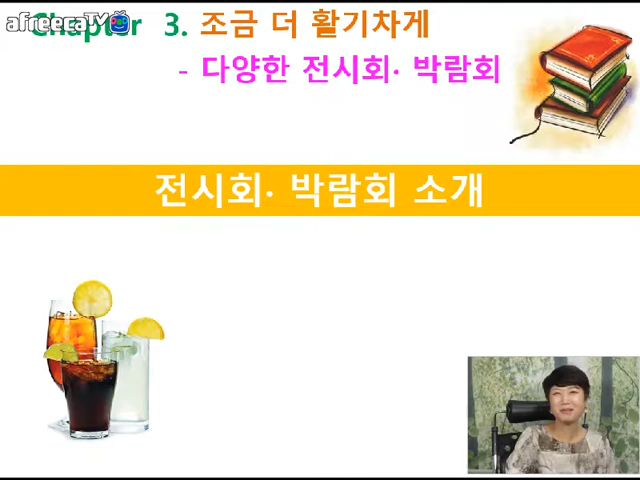 afreecaTV
Chapter 3. 조금 더 활기차게
- 다양한 전시회· 박람회
전시회· 박람회 소개